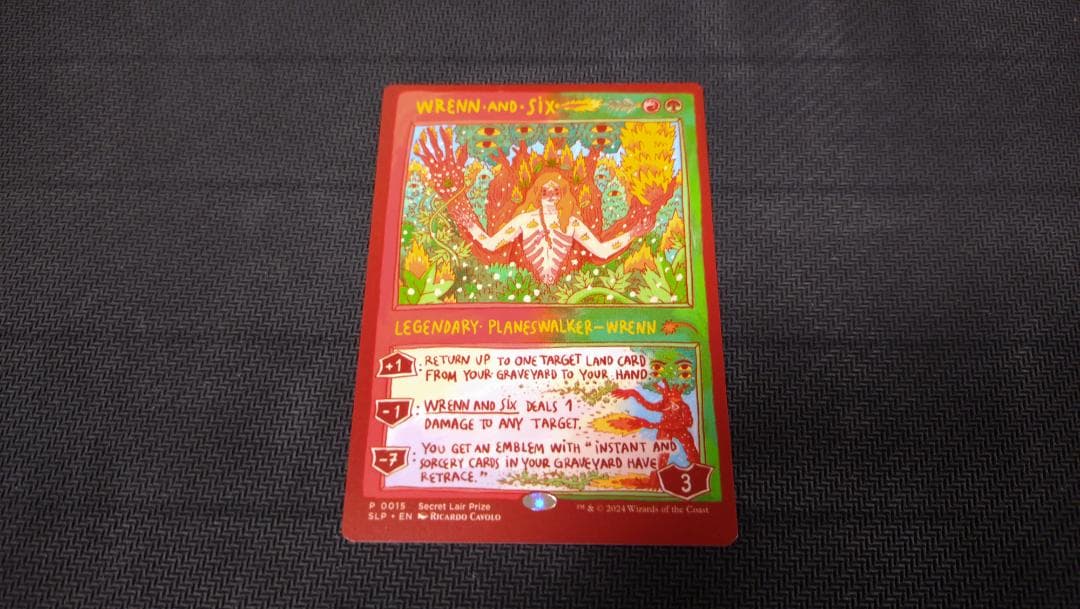 WRENN·AND·SIX
LEGENDARY·PLANESWALKER–WRENN
+1 : RETURN UP TO ONE TARGET LAND CARD
FROM YOUR GRAVEYARD TO YOUR HAND.
-1 : WRENN AND SIX DEALS 1
DAMAGE TO ANY TARGET.
-7 : YOU GET AN EMBLEM WITH "INSTANT AND
SORCERY CARDS IN YOUR GRAVEYARD HAVE
RETRACE."
3
P 0015 Secret Lair Prize
SLP • EN RICARDO CAVOLO
™ & © 2024 Wizards of the Coast